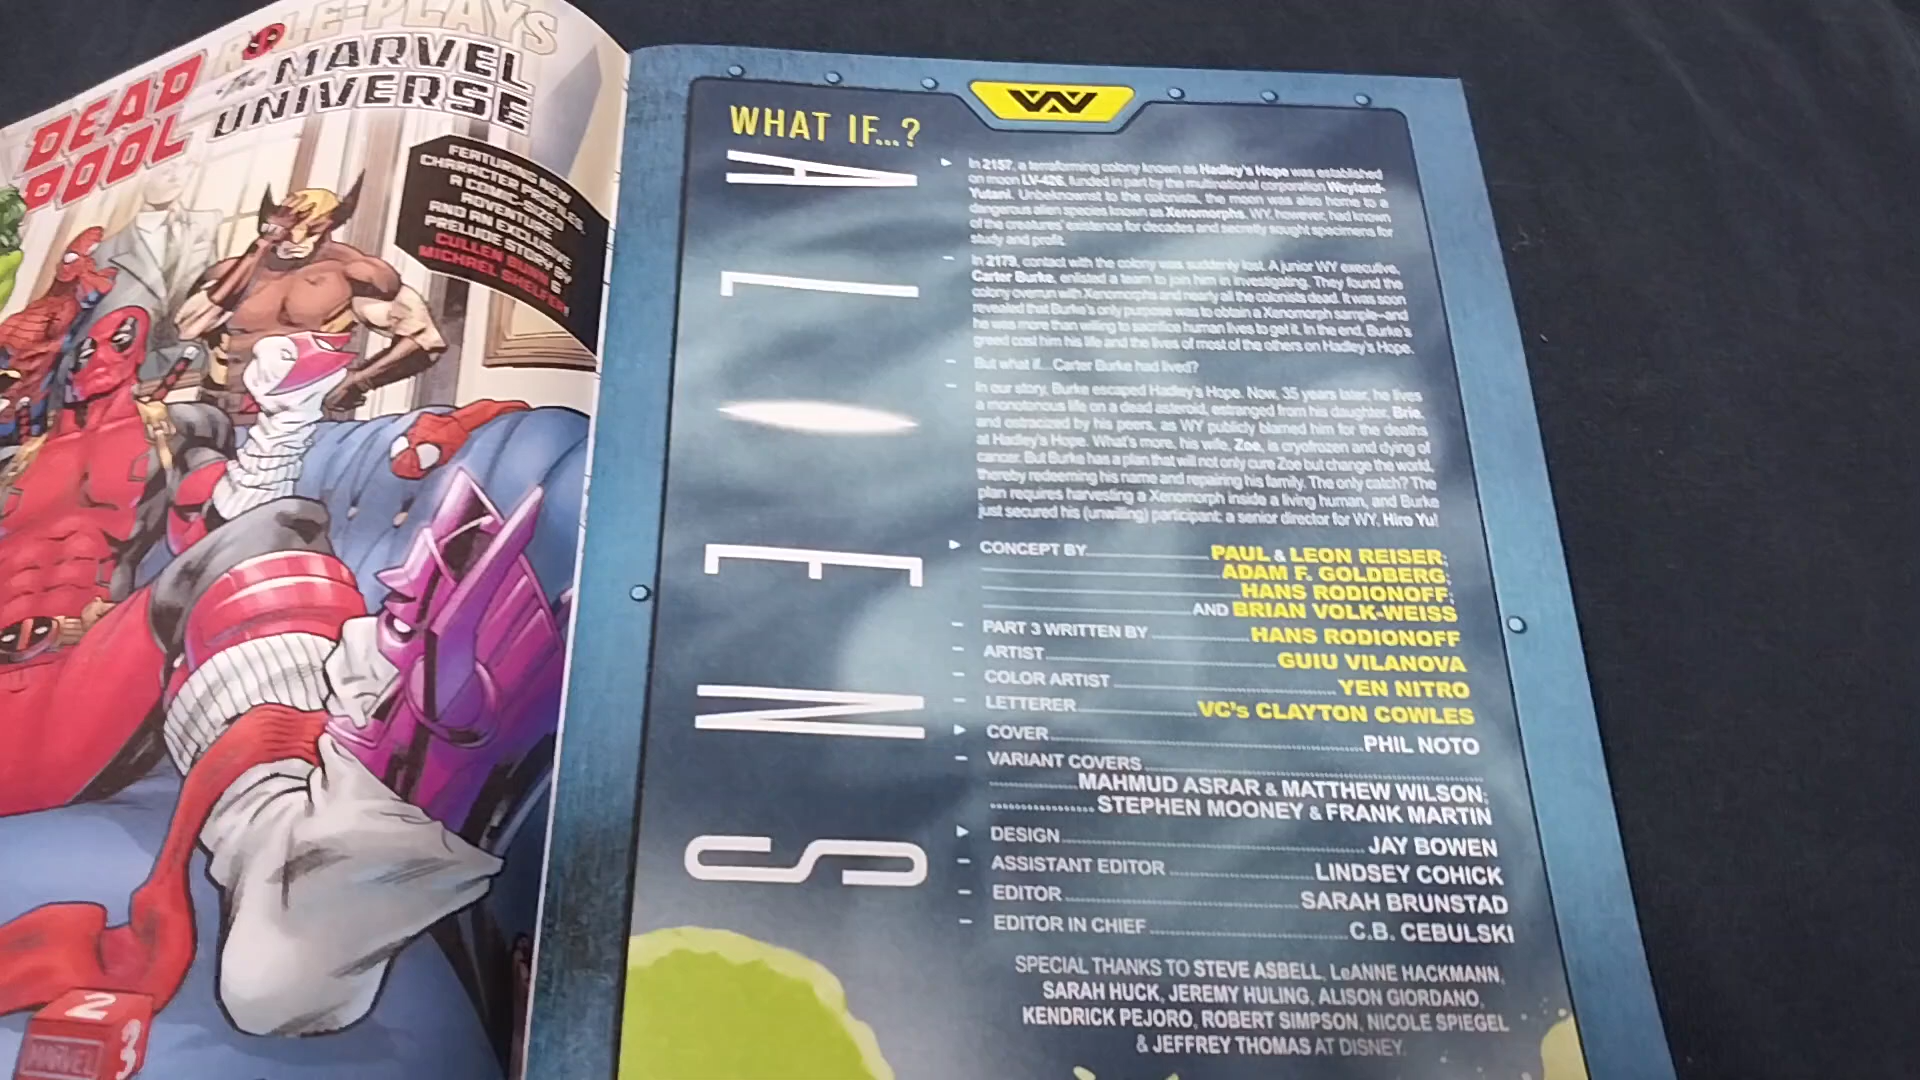 DEAD POOL
ROLE-PLAYS
the MARVEL
UNIVERSE
FEATURING NEW
CHARACTER PROFILES,
A COMIC-SIZED
ADVENTURE
AND AN EXCLUSIVE
PRELUDE STORY BY
CULLEN BUNN &
MICHAEL SHELFER!
2
3
MARVEL
WHAT IF...?
ALIENS
In 2157, a terraforming colony known as Hadley's Hope was established
on moon LV-426, funded in part by the multinational corporation Weyland-
Yutani. Unbeknownst to the colonists, the moon was also home to a
dangerous alien species known as Xenomorphs. WY, however, had known
of the creatures' existence for decades and secretly sought specimens for
study and profit.
In 2179, contact with the colony was suddenly lost. A junior WY executive,
Carter Burke, enlisted a team to join him in investigating. They found the
colony overrun with Xenomorphs and nearly all the colonists dead. It was soon
revealed that Burke's only purpose was to obtain a Xenomorph sample—and
he was more than willing to sacrifice human lives to get it. In the end, Burke's
greed cost him his life and the lives of most of the others on Hadley's Hope.
But what if...Carter Burke had lived?
In our story, Burke escaped Hadley's Hope. Now, 35 years later, he lives
a monotonous life on a dead asteroid, estranged from his daughter, Brie,
and ostracized by his peers, as WY publicly blamed him for the deaths
at Hadley's Hope. What's more, his wife, Zoe, is cryofrozen and dying of
cancer. But Burke has a plan that will not only cure Zoe but change the world,
thereby redeeming his name and repairing his family. The only catch? The
plan requires harvesting a Xenomorph inside a living human, and Burke
just secured his (unwilling) participant: a senior director for WY, Hiro Yu!
CONCEPT BY PAUL & LEON REISER;
ADAM F. GOLDBERG;
HANS RODIONOFF;
AND BRIAN VOLK-WEISS
PART 3 WRITTEN BY HANS RODIONOFF
ARTIST GUIU VILANOVA
COLOR ARTIST YEN NITRO
LETTERER VC's CLAYTON COWLES
COVER PHIL NOTO
VARIANT COVERS
MAHMUD ASRAR & MATTHEW WILSON;
STEPHEN MOONEY & FRANK MARTIN
DESIGN JAY BOWEN
ASSISTANT EDITOR LINDSEY COHICK
EDITOR SARAH BRUNSTAD
EDITOR IN CHIEF C.B. CEBULSKI
SPECIAL THANKS TO STEVE ASBELL, LeANNE HACKMANN,
SARAH HUCK, JEREMY HULING, ALISON GIORDANO,
KENDRICK PEJORO, ROBERT SIMPSON, NICOLE SPIEGEL
& JEFFREY THOMAS AT DISNEY.